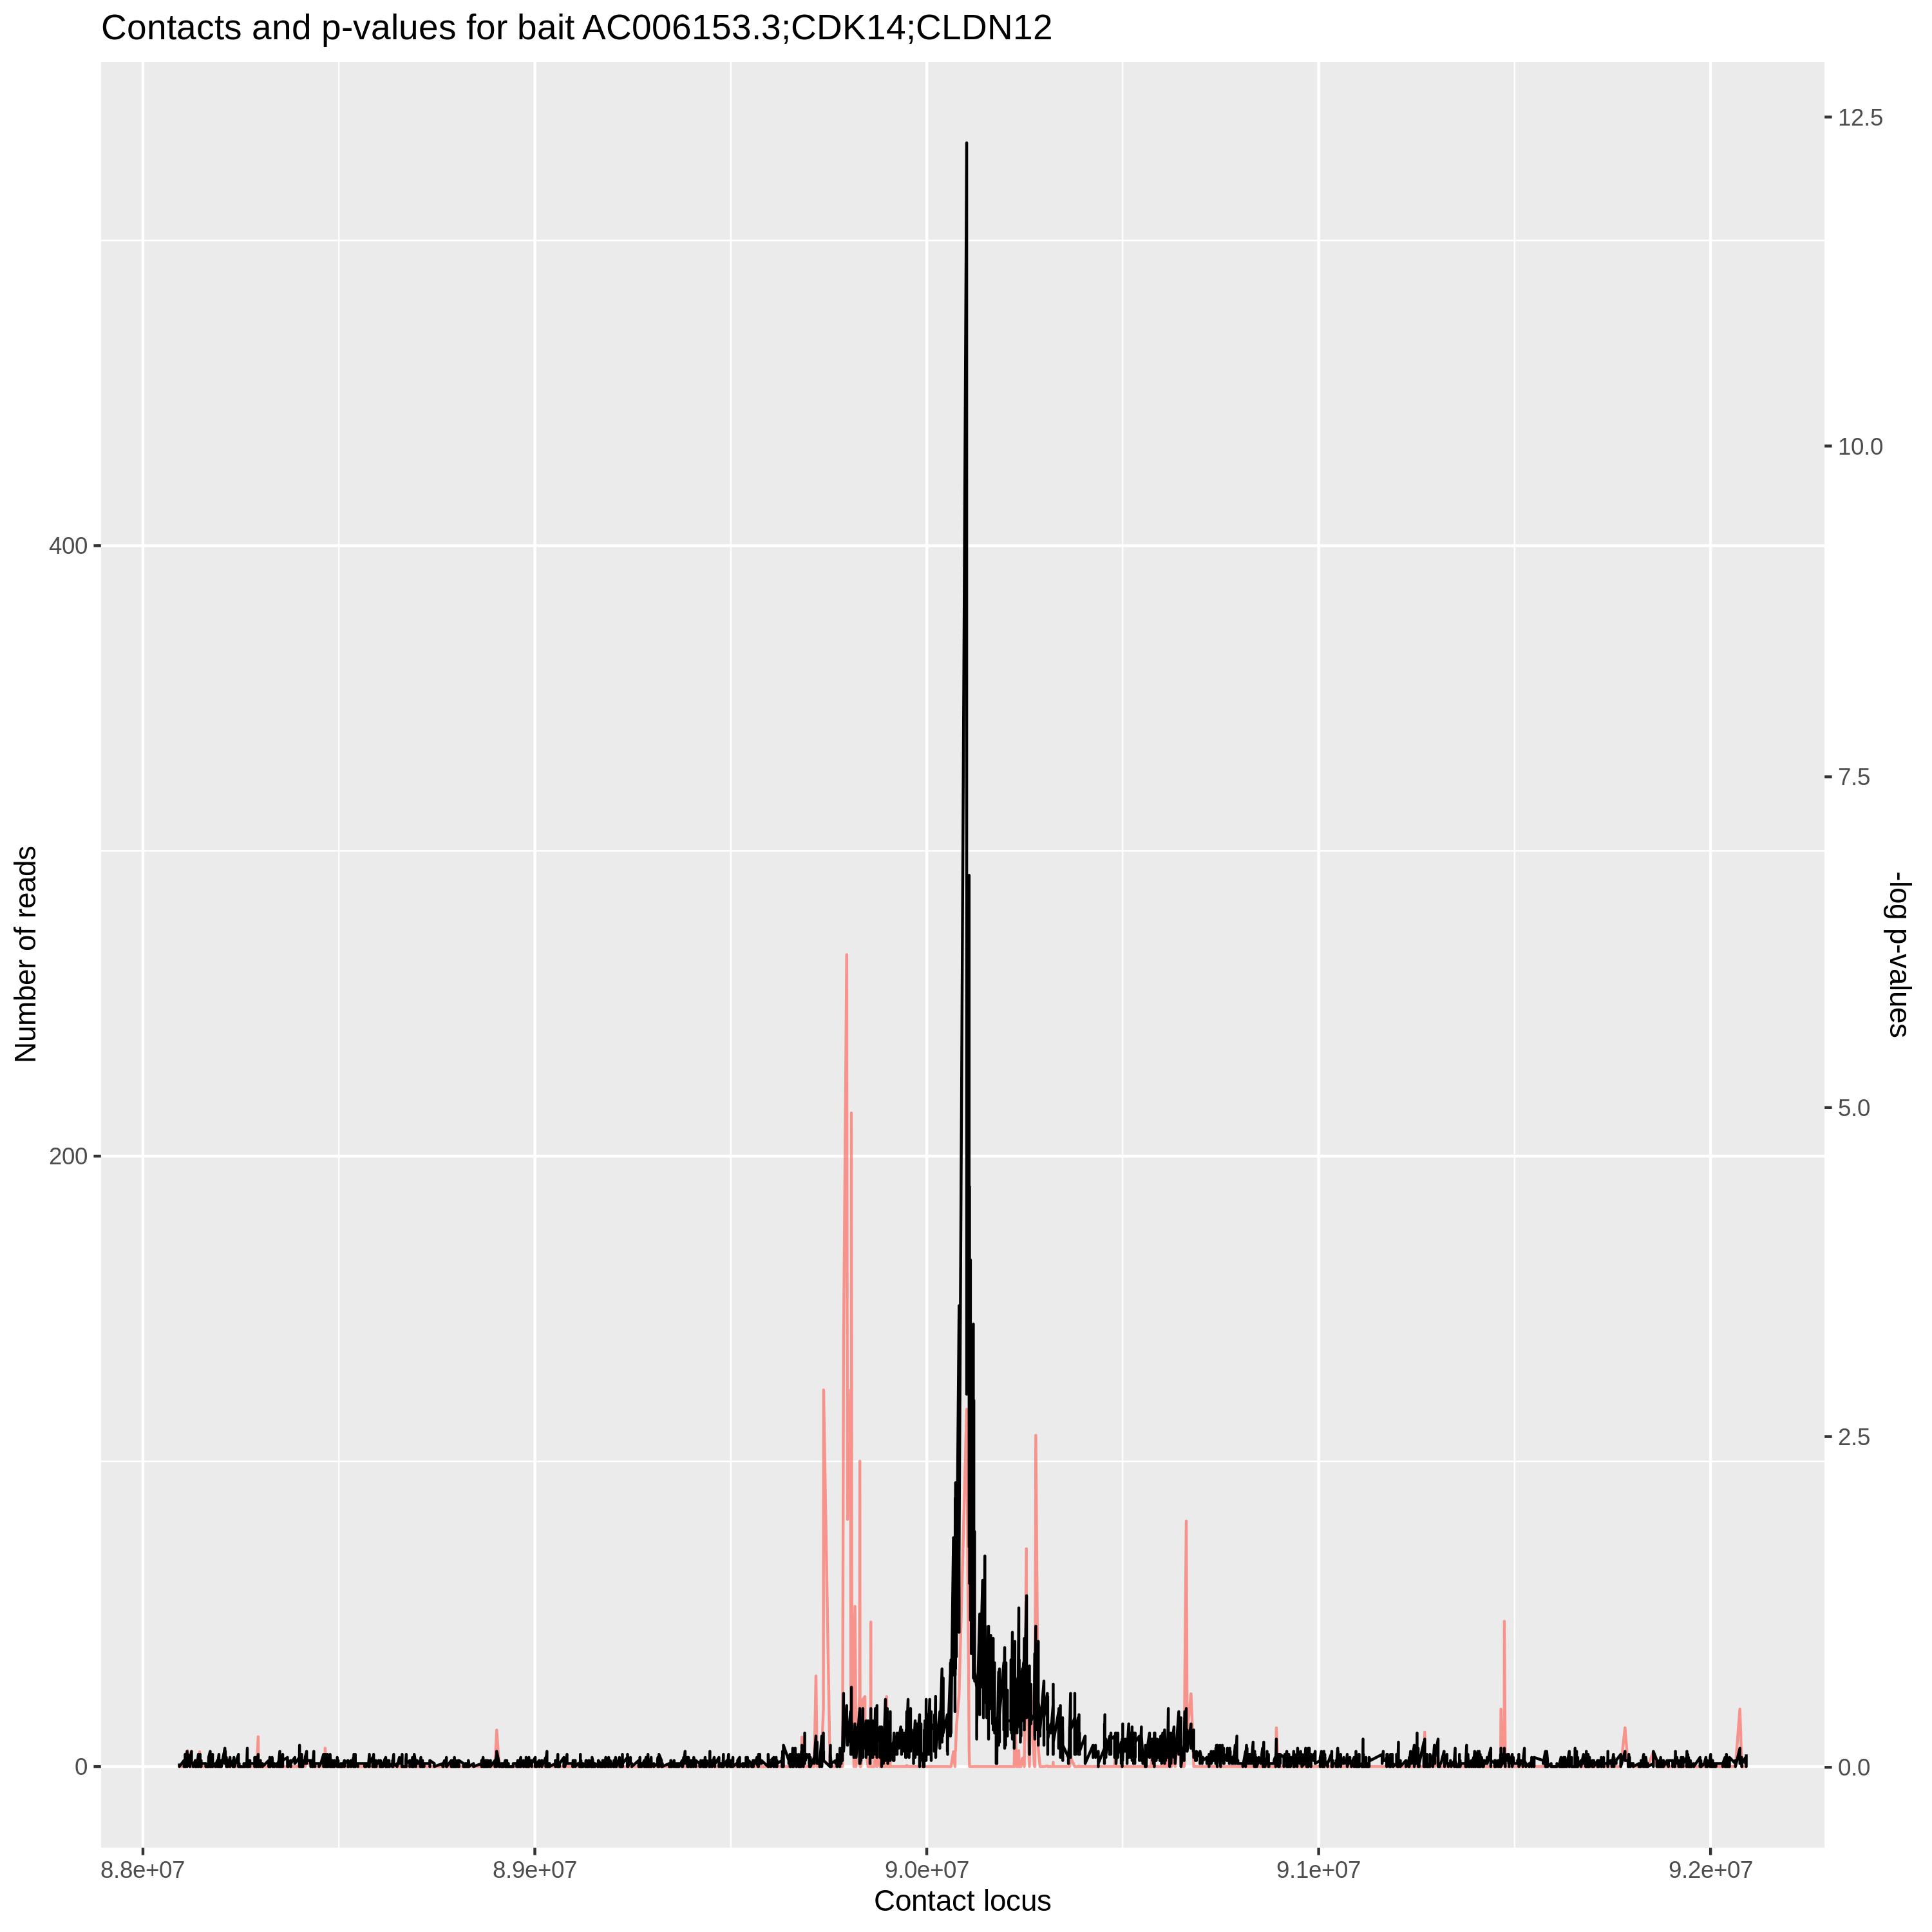 Contacts and p-values for bait AC006153.3;CDK14;CLDN12
12.5
10.0
400
7.5
Number of reads
-log p-values
5.0
200
2.5
0
0.0
8.8e+07
8.9e+07
9.0e+07
9.1e+07
9.2e+07
Contact locus